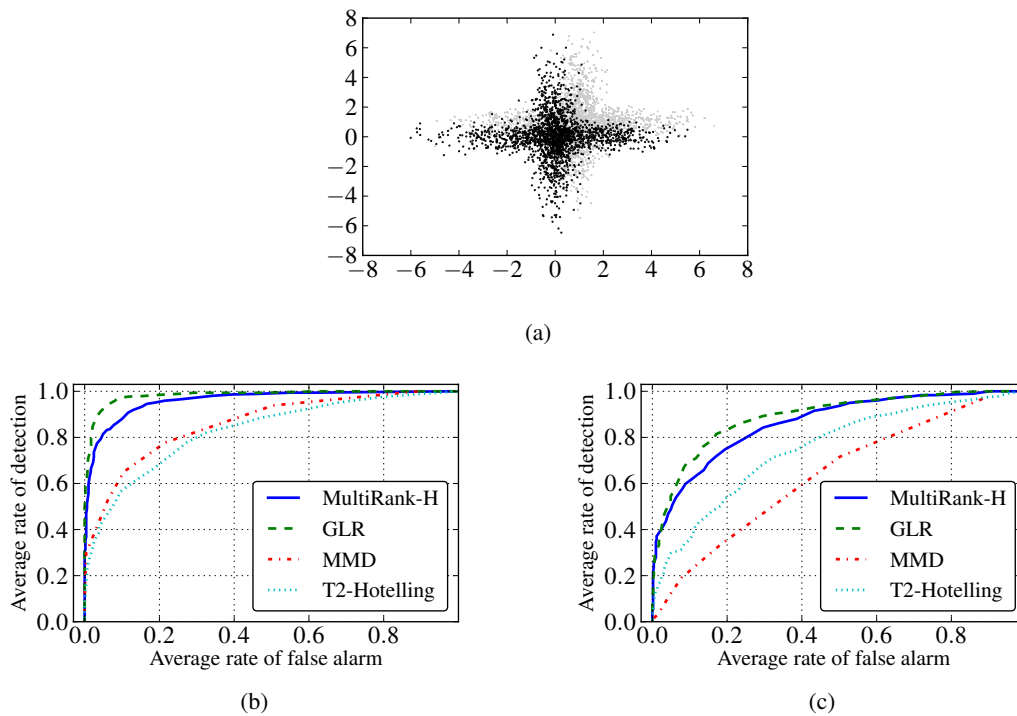 8
6
4
2
0
−2
−4
−6
−8
−8 −6 −4 −2 0 2 4 6 8
(a)
1.0
0.8
0.6
0.4
0.2
0.0
Average rate of detection
MultiRank-H
GLR
MMD
T2-Hotelling
0.0 0.2 0.4 0.6 0.8
Average rate of false alarm
(b)
1.0
0.8
0.6
0.4
0.2
0.0
Average rate of detection
MultiRank-H
GLR
MMD
T2-Hotelling
0.0 0.2 0.4 0.6 0.8
Average rate of false alarm
(c)